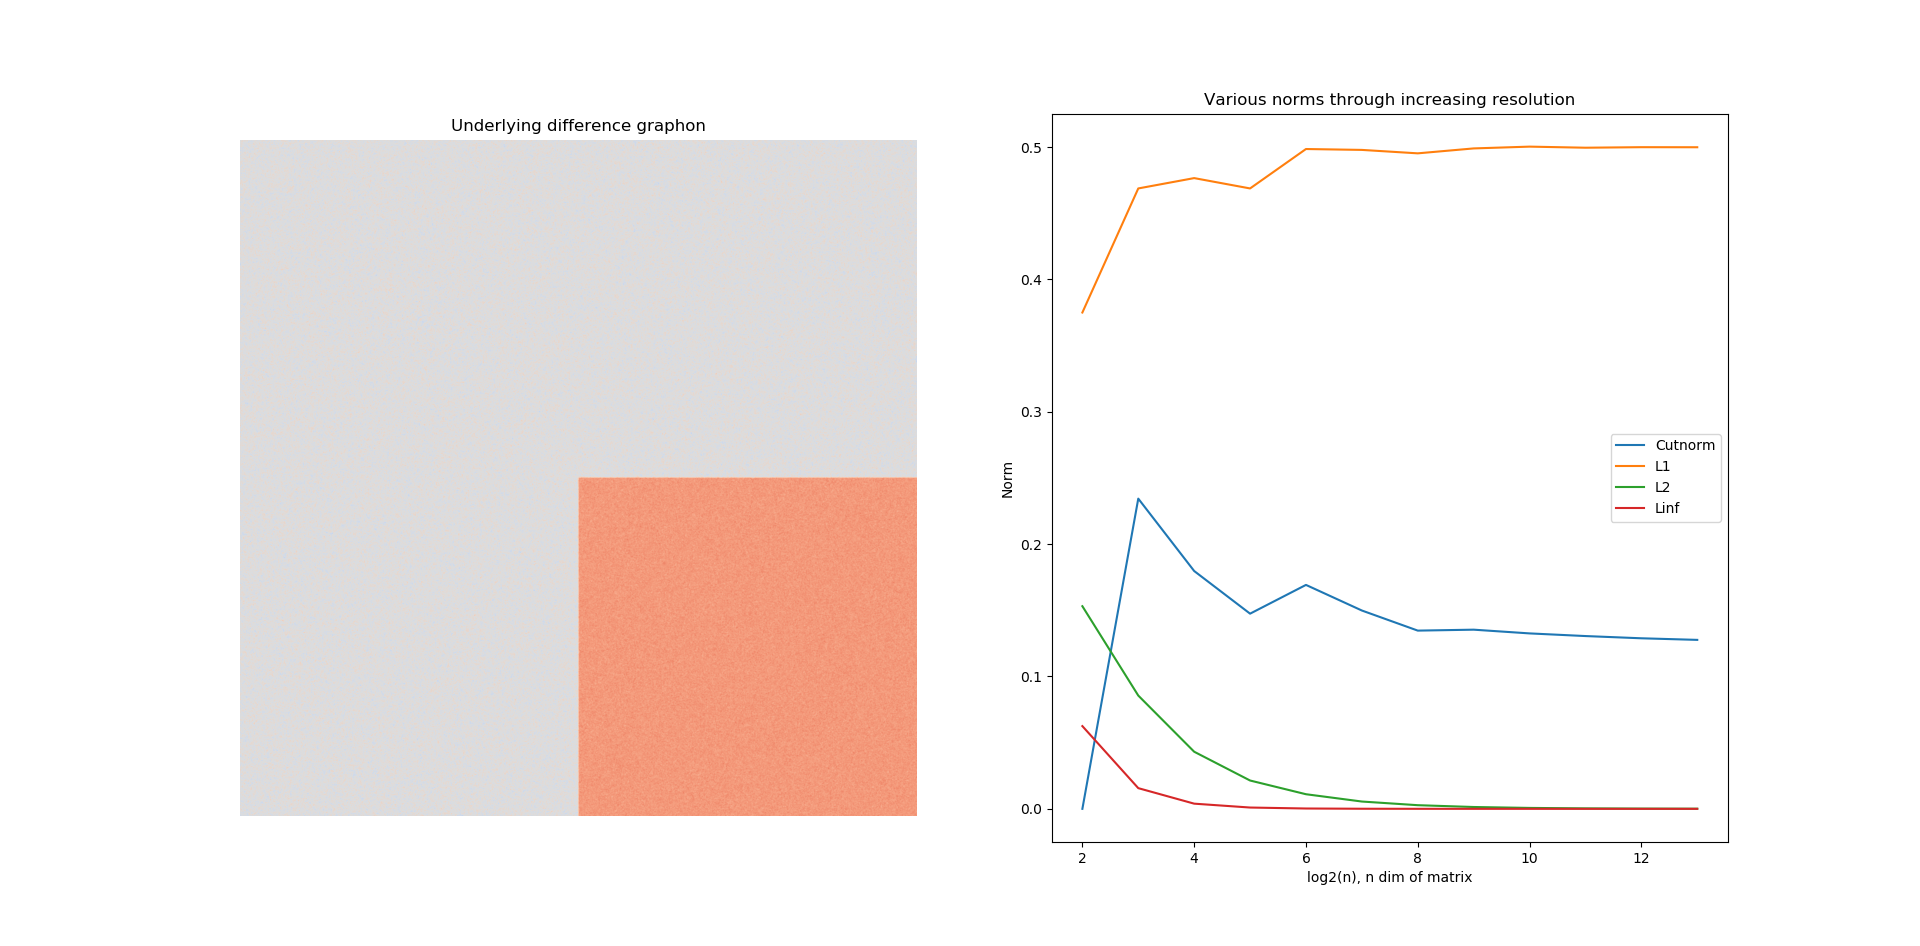 Underlying difference graphon
Various norms through increasing resolution
0.5
0.4
0.3
0.2
0.1
0.0
Norm
Cutnorm
L1
L2
Linf
2 4 6 8 10 12
log2(n), n dim of matrix